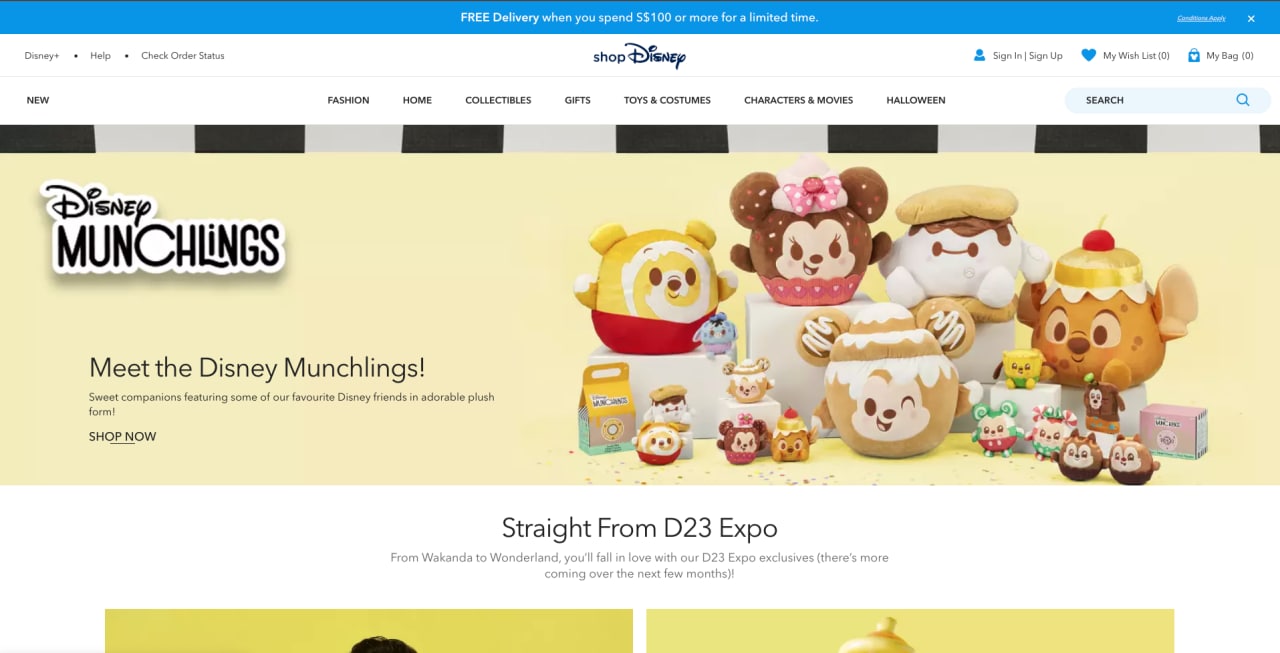 FREE Delivery when you spend S$100 or more for a limited time.
Conditions Apply
Disney+ • Help • Check Order Status
shop Disney
Sign In | Sign Up
My Wish List (0)
My Bag (0)
NEW
FASHION
HOME
COLLECTIBLES
GIFTS
TOYS & COSTUMES
CHARACTERS & MOVIES
HALLOWEEN
SEARCH
Disney
MUNCHLINGS
Meet the Disney Munchlings!
Sweet companions featuring some of our favourite Disney friends in adorable plush
form!
SHOP NOW
MUNCHLINGS
MUNCHLINGS
Straight From D23 Expo
From Wakanda to Wonderland, you'll fall in love with our D23 Expo exclusives (there's more
coming over the next few months)!